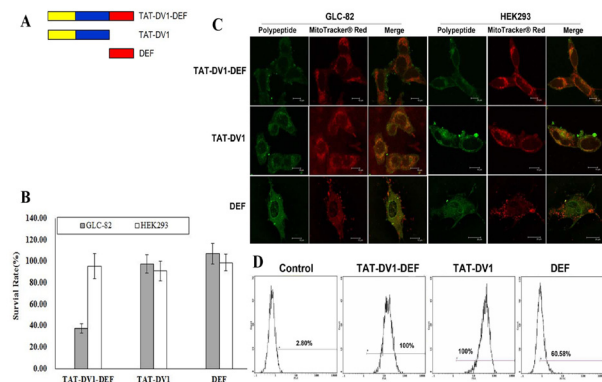 A
TAT-DV1-DEF
TAT-DV1
DEF
B
Survial Rate(%)
GLC-82 HEK293
140.00
120.00
100.00
80.00
60.00
40.00
20.00
0.00
TAT-DV1-DEF TAT-DV1 DEF
C
GLC-82 HEK293
Polypeptide MitoTracker® Red Merge Polypeptide MitoTracker® Red Merge
TAT-DV1-DEF
TAT-DV1
DEF
D
Control TAT-DV1-DEF TAT-DV1 DEF
2.50% 100% 100% 60.58%